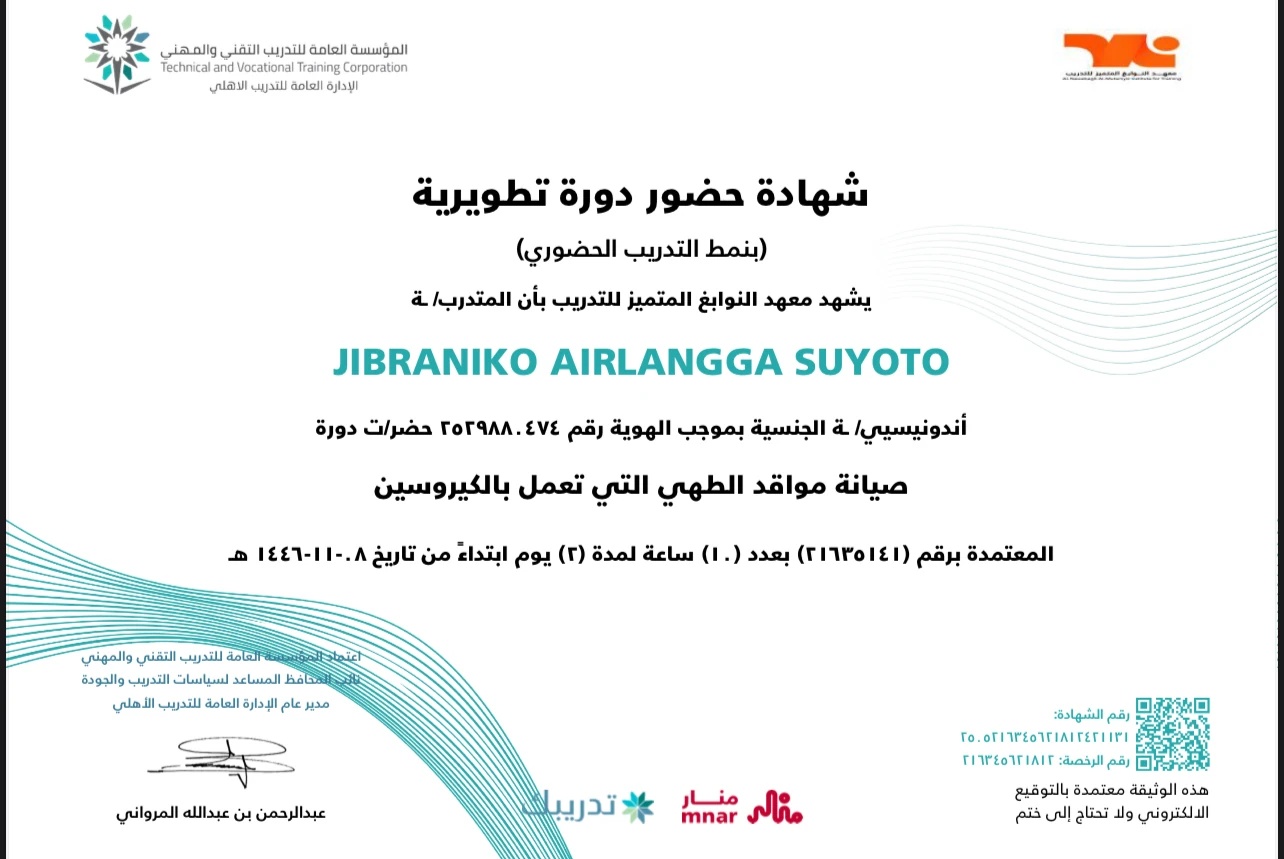 المؤسسة العامة للتدريب التقني والمهني
Technical and Vocational Training Corporation
الإدارة العامة للتدريب الاهلي
معهد النوابغ المتميز للتدريب
شهادة حضور دورة تطويرية
(بنمط التدريب الحضوري)
يشهد معهد النوابغ المتميز للتدريب بأن المتدرب/ ـة
JIBRANIKO AIRLANGGA SUYOTO
أندونيسيي/ ـة الجنسية بموجب الهوية رقم ٢٥٢٩٨٨٠٤٧٤ حضر/ت دورة
صيانة مواقد الطهي التي تعمل بالكيروسين
المعتمدة برقم (٢١٦٣٥١٤١) بعدد (١٠) ساعة لمدة (٢) يوم ابتداءً من تاريخ ٠٨-١١-١٤٤٦ هـ
اعتماد المؤسسة العامة للتدريب التقني والمهني
نائب المحافظ المساعد لسياسات التدريب والجودة
مدير عام الإدارة العامة للتدريب الأهلي
عبدالرحمن بن عبدالله المرواني
تدريبك
منار
mnar
رقم الشهادة:
٢٥٠٥٢١٦٣٤٥٦٢١٨١٢٤٢١١٣١
رقم الرخصة: ٢١٦٣٤٥٦٢١٨١٢
هذه الوثيقة معتمدة بالتوقيع
الالكتروني ولا تحتاج إلى ختم